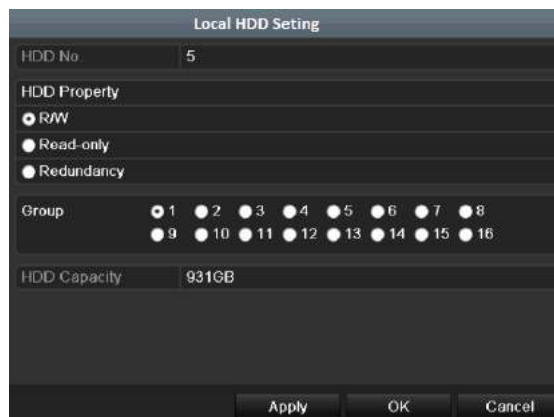 Local HDD Seting
HDD No. 5
HDD Property
R/W
Read-only
Redundancy
Group 1 2 3 4 5 6 7 8
9 10 11 12 13 14 15 16
HDD Capacity 931GB
Apply OK Cancel